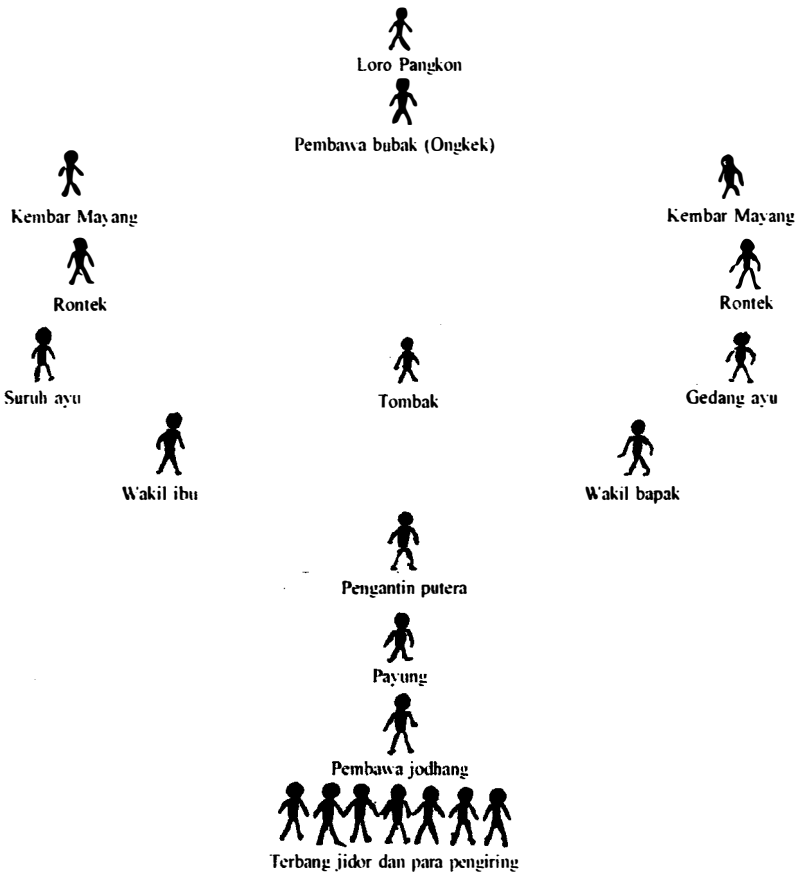 Loro Pangkon
Pembawa bubak (Ongkek)
Kembar Mayang
Kembar Mayang
Rontek
Rontek
Suruh ayu
Tombak
Gedang ayu
Wakil ibu
Wakil bapak
Pengantin putera
Payung
Pembawa jodhang
Terbang jidor dan para pengiring